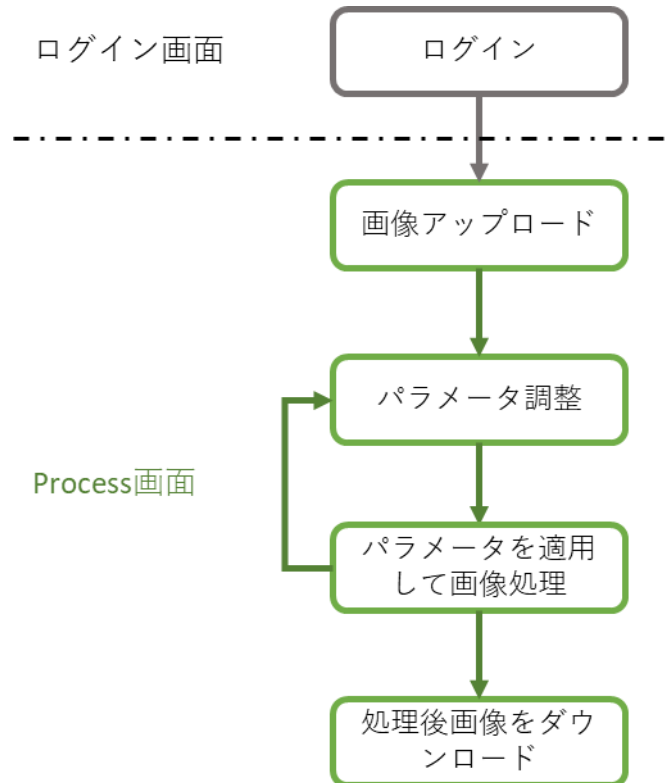 ログイン画面
ログイン
画像アップロード
パラメータ調整
Process画面
パラメータを適用
して画像処理
処理後画像をダウ
ンロード